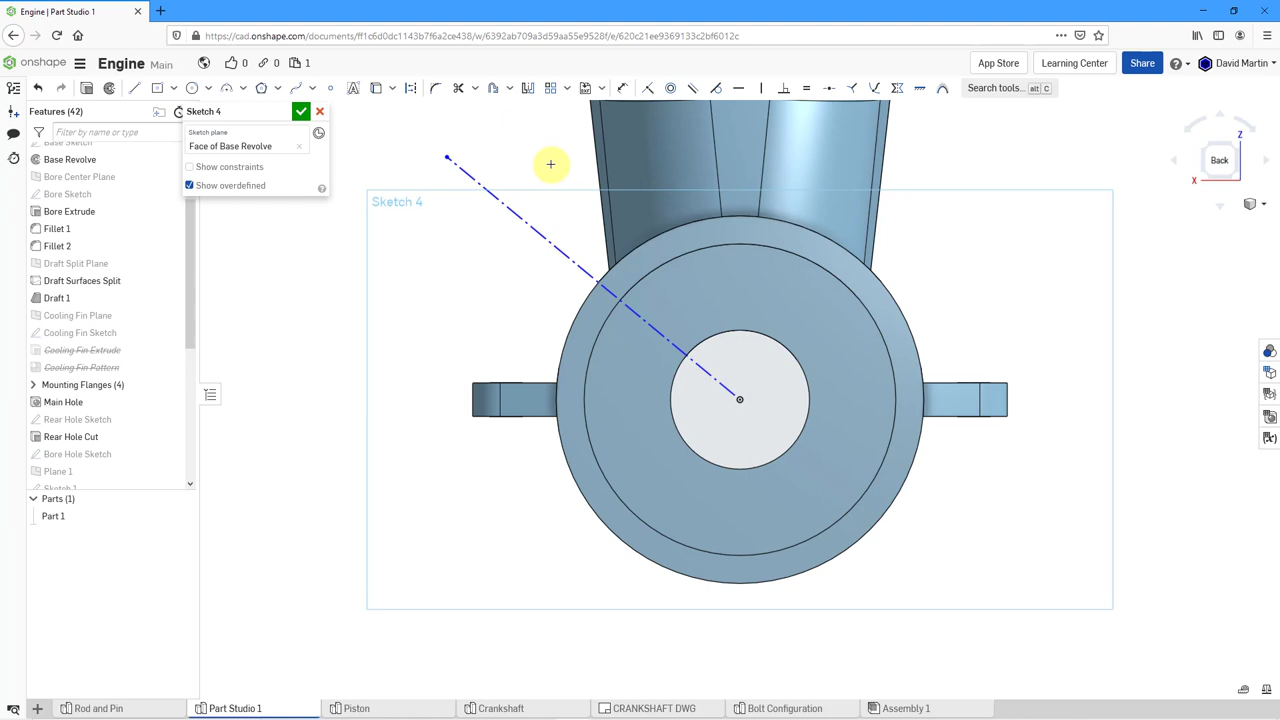 Engine | Part Studio 1
https://cad.onshape.com/documents/ff1c6d0dc1143b7f6a2ce438/w/6392ab709a3d59aa55e9528f/e/620c21ee9369133c2bf6012c
onshape
Engine Main
0
0
1
App Store
Learning Center
Share
David Martin
Search tools... alt C
Features (42)
Filter by name or type
Sketch 4
Sketch plane
Face of Base Revolve
Show constraints
Show overdefined
Base Sketch
Base Revolve
Bore Center Plane
Bore Sketch
Bore Extrude
Fillet 1
Fillet 2
Draft Split Plane
Draft Surfaces Split
Draft 1
Cooling Fin Plane
Cooling Fin Sketch
Cooling Fin Extrude
Cooling Fin Pattern
Mounting Flanges (4)
Main Hole
Rear Hole Sketch
Rear Hole Cut
Bore Hole Sketch
Plane 1
Sketch 1
Parts (1)
Part 1
Sketch 4
Z
Back
X
Rod and Pin
Part Studio 1
Piston
Crankshaft
CRANKSHAFT DWG
Bolt Configuration
Assembly 1